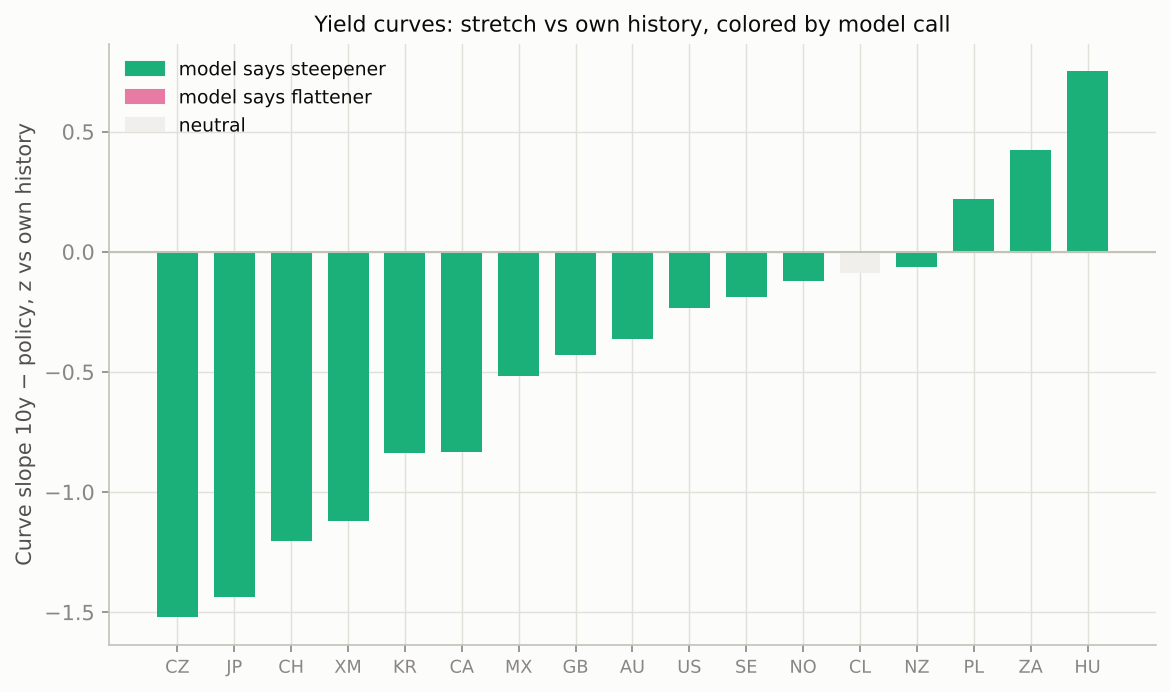 Yield curves: stretch vs own history, colored by model call
model says steepener
model says flattener
neutral
Curve slope 10y − policy, z vs own history
0.5
0.0
−0.5
−1.0
−1.5
CZ JP CH XM KR CA MX GB AU US SE NO CL NZ PL ZA HU